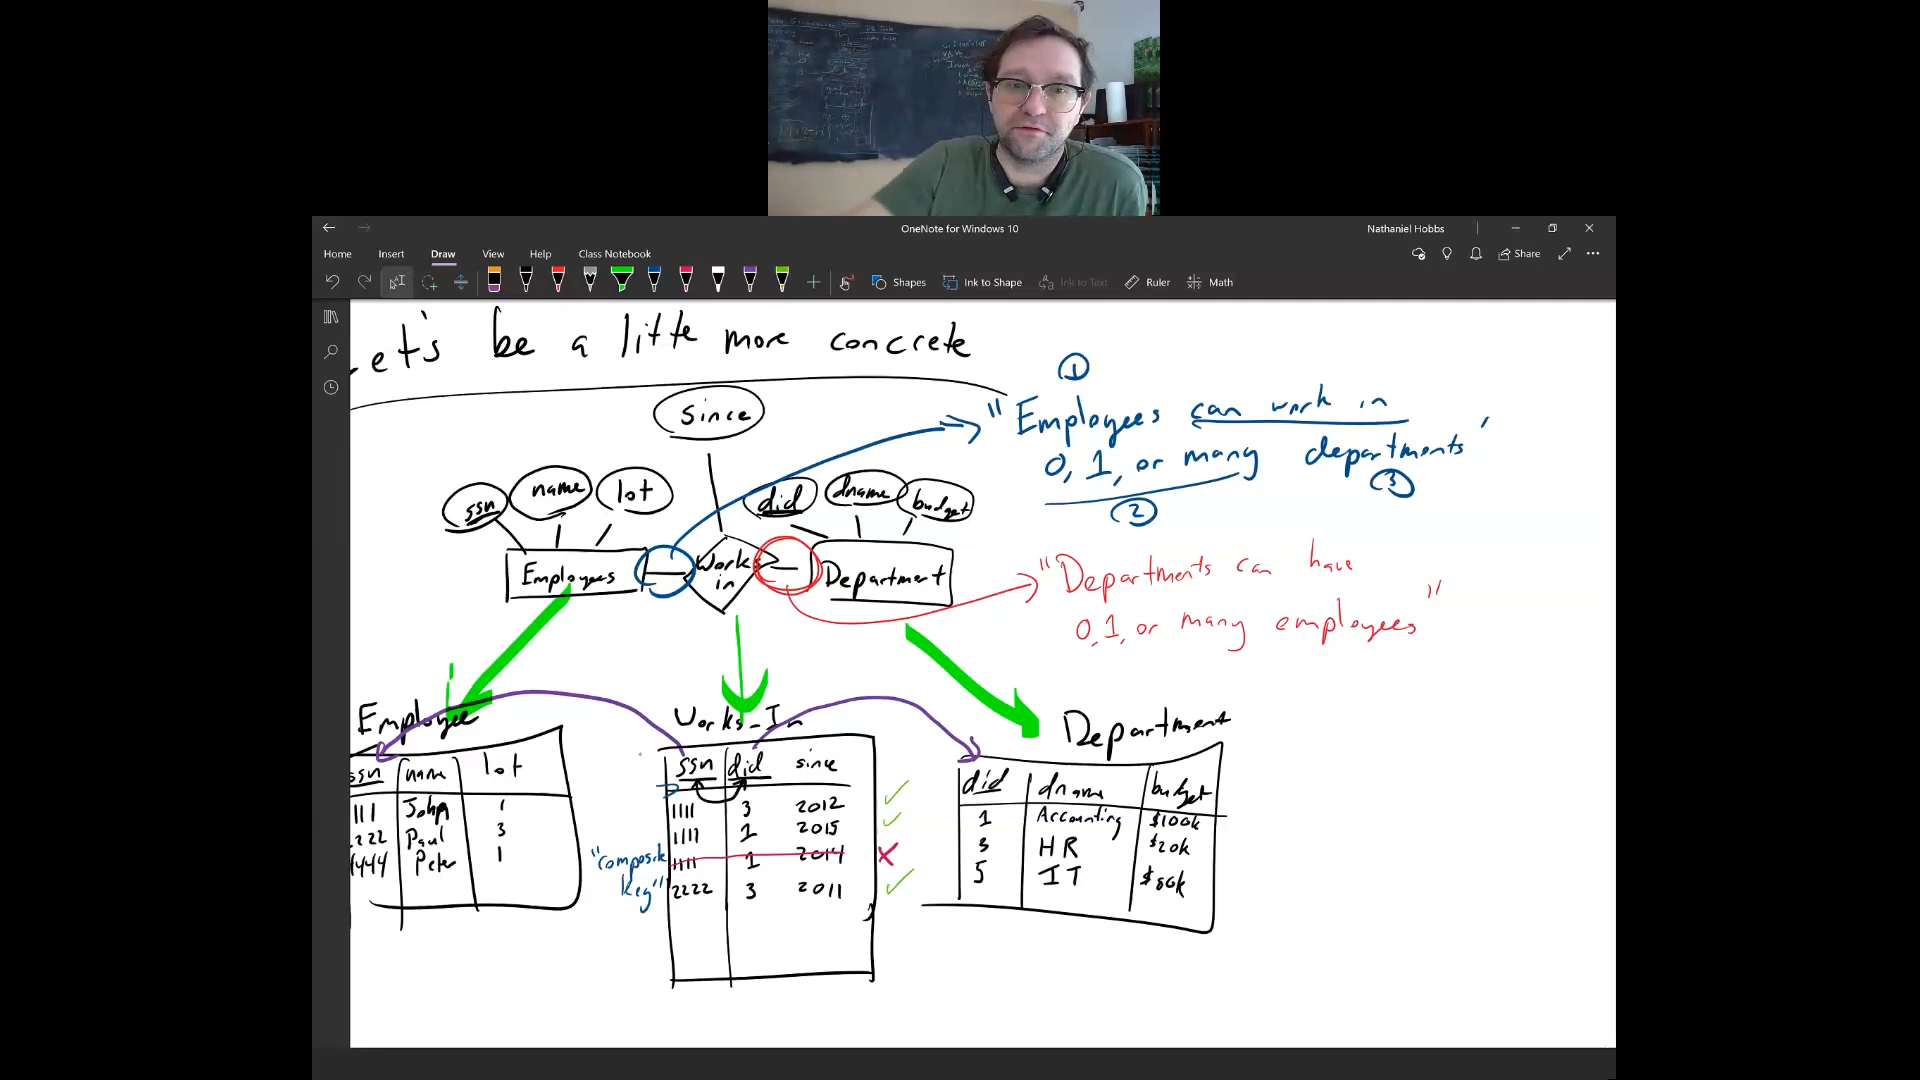 OneNote for Windows 10
Nathaniel Hobbs
Home Insert Draw View Help Class Notebook
Share
Shapes Ink to Shape Ink to Text Ruler Math
et's be a little more concrete
since
①
"Employees can work in
0, 1, or many departments"
② ③
ssn name lot did dname budget
Employees Works in Department
"Departments can have
0, 1, or many employees"
Employee
ssn name lot
111 John 1
222 Paul 3
444 Peter 1
Works_In
ssn did since
1111 3 2012 ✓
1111 1 2015 ✓
1111 1 2014 ✗
2222 3 2011 ✓
"composite
key"
Department
did dname budget
1 Accounting $100k
3 HR $20k
5 IT $80k